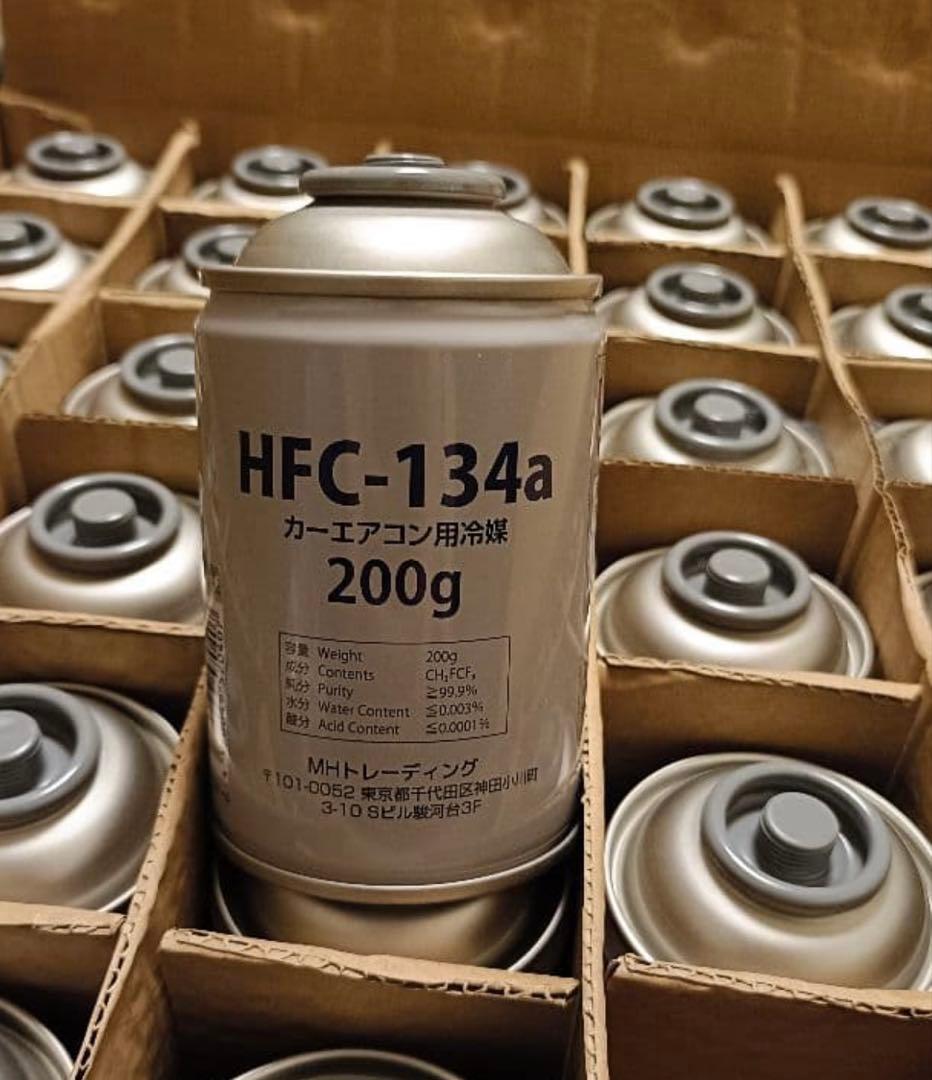 HFC-134a
カーエアコン用冷媒
200g
容量 Weight 200g
成分 Contents CH₂FCF₃
純分 Purity ≧99.9%
水分 Water Content ≦0.003%
酸分 Acid Content ≦0.0001%
MHトレーディング
〒101-0052 東京都千代田区神田小川町
3-10 Sビル駿河台3F